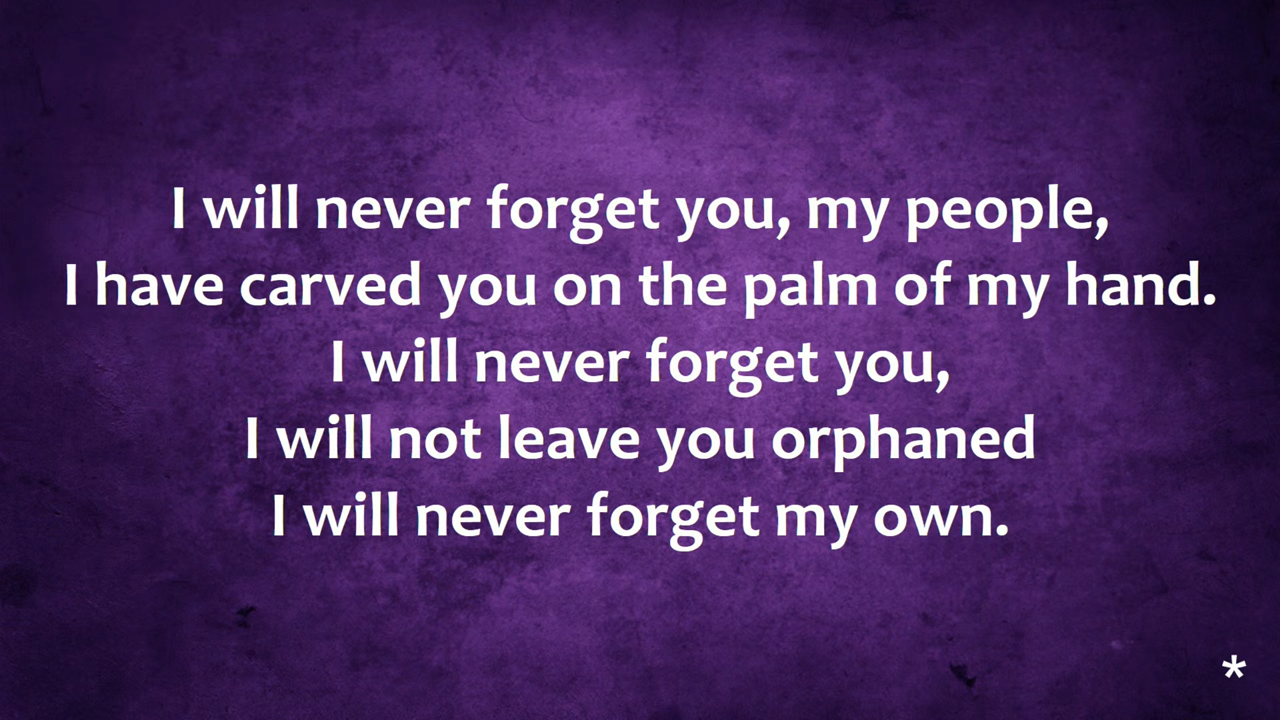 I will never forget you, my people,
I have carved you on the palm of my hand.
I will never forget you,
I will not leave you orphaned
I will never forget my own.
*